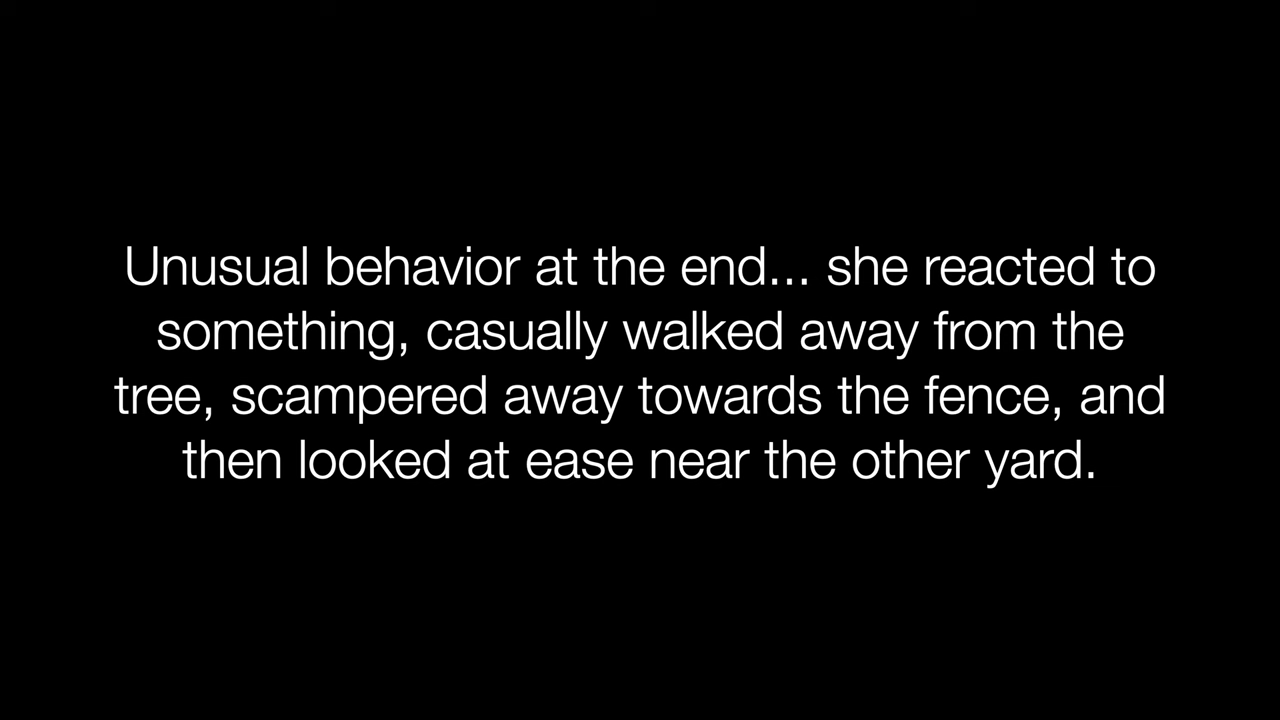 Unusual behavior at the end... she reacted to
something, casually walked away from the
tree, scampered away towards the fence, and
then looked at ease near the other yard.